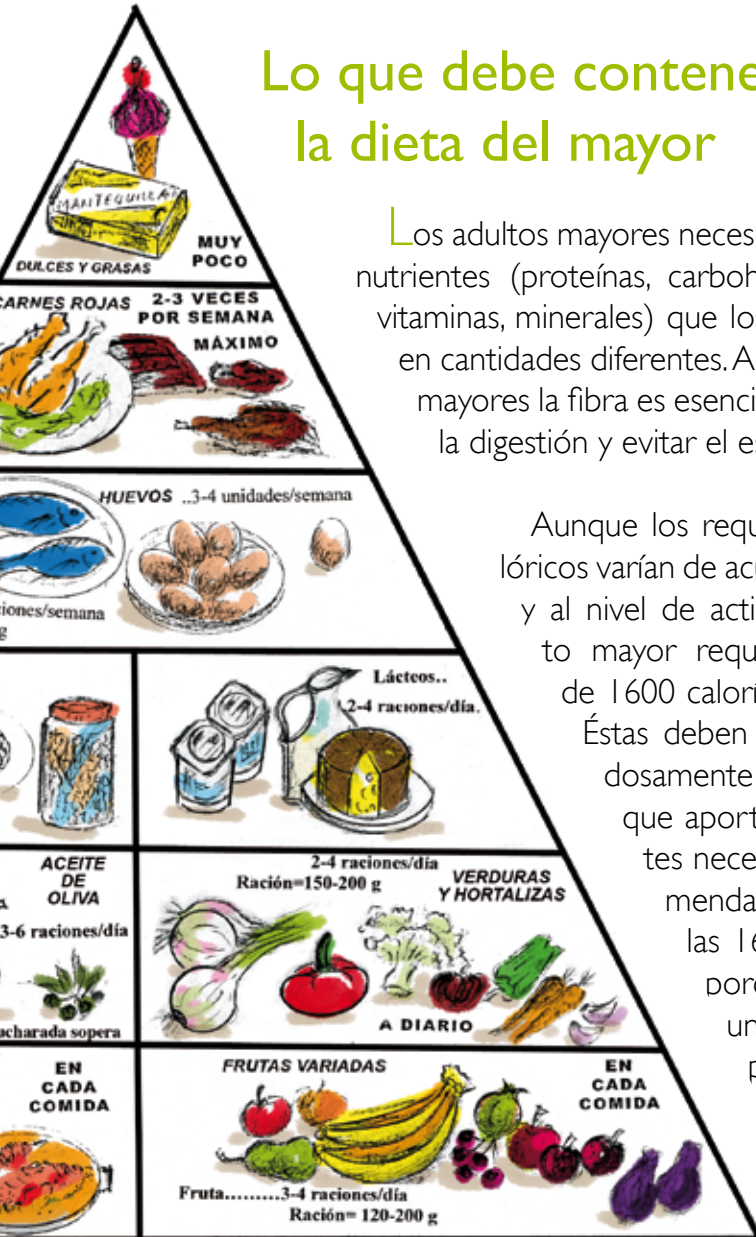 Lo que debe contene
la dieta del mayor
MANTEQUILLA
DULCES Y GRASAS
MUY
POCO
CARNES ROJAS
2-3 VECES
POR SEMANA
MÁXIMO
HUEVOS ..3-4 unidades/semana
iones/semana
g
Lácteos..
2-4 raciones/día.
ACEITE
DE
OLIVA
3-6 raciones/día
ucharada sopera
2-4 raciones/día
Ración=150-200 g
VERDURAS
Y HORTALIZAS
A DIARIO
EN
CADA
COMIDA
FRUTAS VARIADAS
EN
CADA
COMIDA
Fruta.........3-4 raciones/día
Ración= 120-200 g
Los adultos mayores neces
nutrientes (proteínas, carboh
vitaminas, minerales) que lo
en cantidades diferentes. A
mayores la fibra es esenci
la digestión y evitar el e
Aunque los requ
lóricos varían de acu
y al nivel de acti
to mayor requ
de 1600 calorí
Éstas deben
dosamente
que aport
tes nece
menda
las 16
porc
un
p